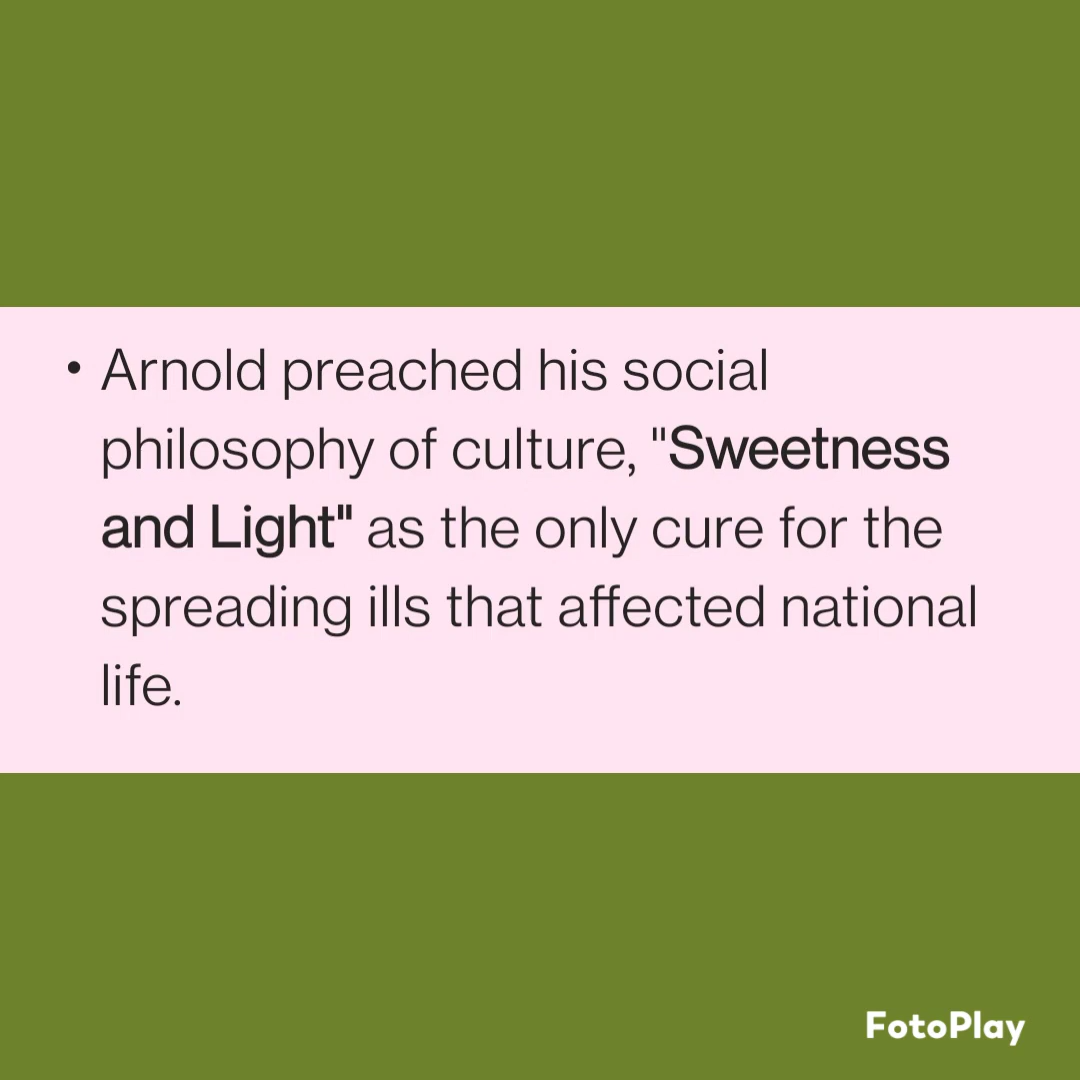 • Arnold preached his social
philosophy of culture, "Sweetness
and Light" as the only cure for the
spreading ills that affected national
life.
FotoPlay